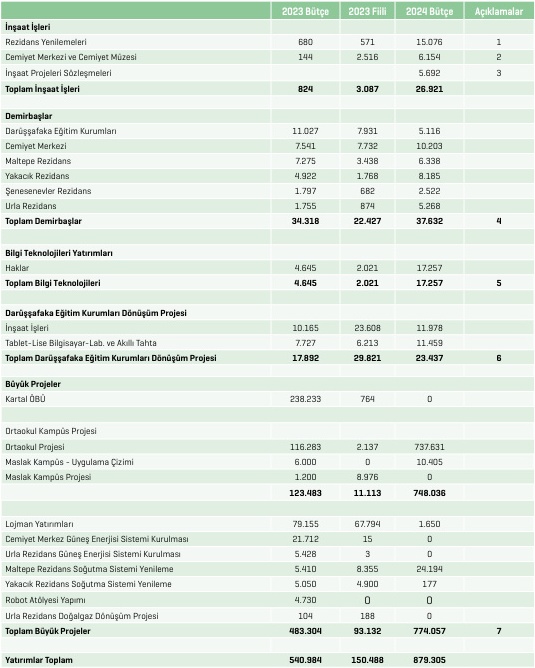 2023 Bütçe 2023 Fiili 2024 Bütçe Açıklamalar
İnşaat İşleri
Rezidans Yenilemeleri 680 571 15.076 1
Cemiyet Merkezi ve Cemiyet Müzesi 144 2.516 6.154 2
İnşaat Projeleri Sözleşmeleri 5.692 3
Toplam İnşaat İşleri 824 3.087 26.921
Demirbaşlar
Darüşşafaka Eğitim Kurumları 11.027 7.931 5.116
Cemiyet Merkezi 7.541 7.732 10.203
Maltepe Rezidans 7.275 3.438 6.338
Yakacık Rezidans 4.922 1.768 8.185
Şenesenevler Rezidans 1.797 682 2.522
Urla Rezidans 1.755 874 5.268
Toplam Demirbaşlar 34.318 22.427 37.632 4
Bilgi Teknolojileri Yatırımları
Haklar 4.645 2.021 17.257
Toplam Bilgi Teknolojileri 4.645 2.021 17.257 5
Darüşşafaka Eğitim Kurumları Dönüşüm Projesi
İnşaat İşleri 10.165 23.608 11.978
Tablet-Lise Bilgisayar-Lab. ve Akıllı Tahta 7.727 6.213 11.459
Toplam Darüşşafaka Eğitim Kurumları Dönüşüm Projesi 17.892 29.821 23.437 6
Büyük Projeler
Kartal ÖBÜ 238.233 764 0
Ortaokul Kampüs Projesi
Ortaokul Projesi 116.283 2.137 737.631
Maslak Kampüs - Uygulama Çizimi 6.000 0 10.405
Maslak Kampüs Projesi 1.200 8.976 0
123.483 11.113 748.036
Lojman Yatırımları 79.155 67.794 1.650
Cemiyet Merkez Güneş Enerjisi Sistemi Kurulması 21.712 15 0
Urla Rezidans Güneş Enerjisi Sistemi Kurulması 5.428 3 0
Maltepe Rezidans Soğutma Sistemi Yenileme 5.410 8.355 24.194
Yakacık Rezidans Soğutma Sistemi Yenileme 5.050 4.900 177
Robot Atölyesi Yapımı 4.730 0 0
Urla Rezidans Doğalgaz Dönüşüm Projesi 104 188 0
Toplam Büyük Projeler 483.304 93.132 774.057 7
Yatırımlar Toplam 540.984 150.488 879.305